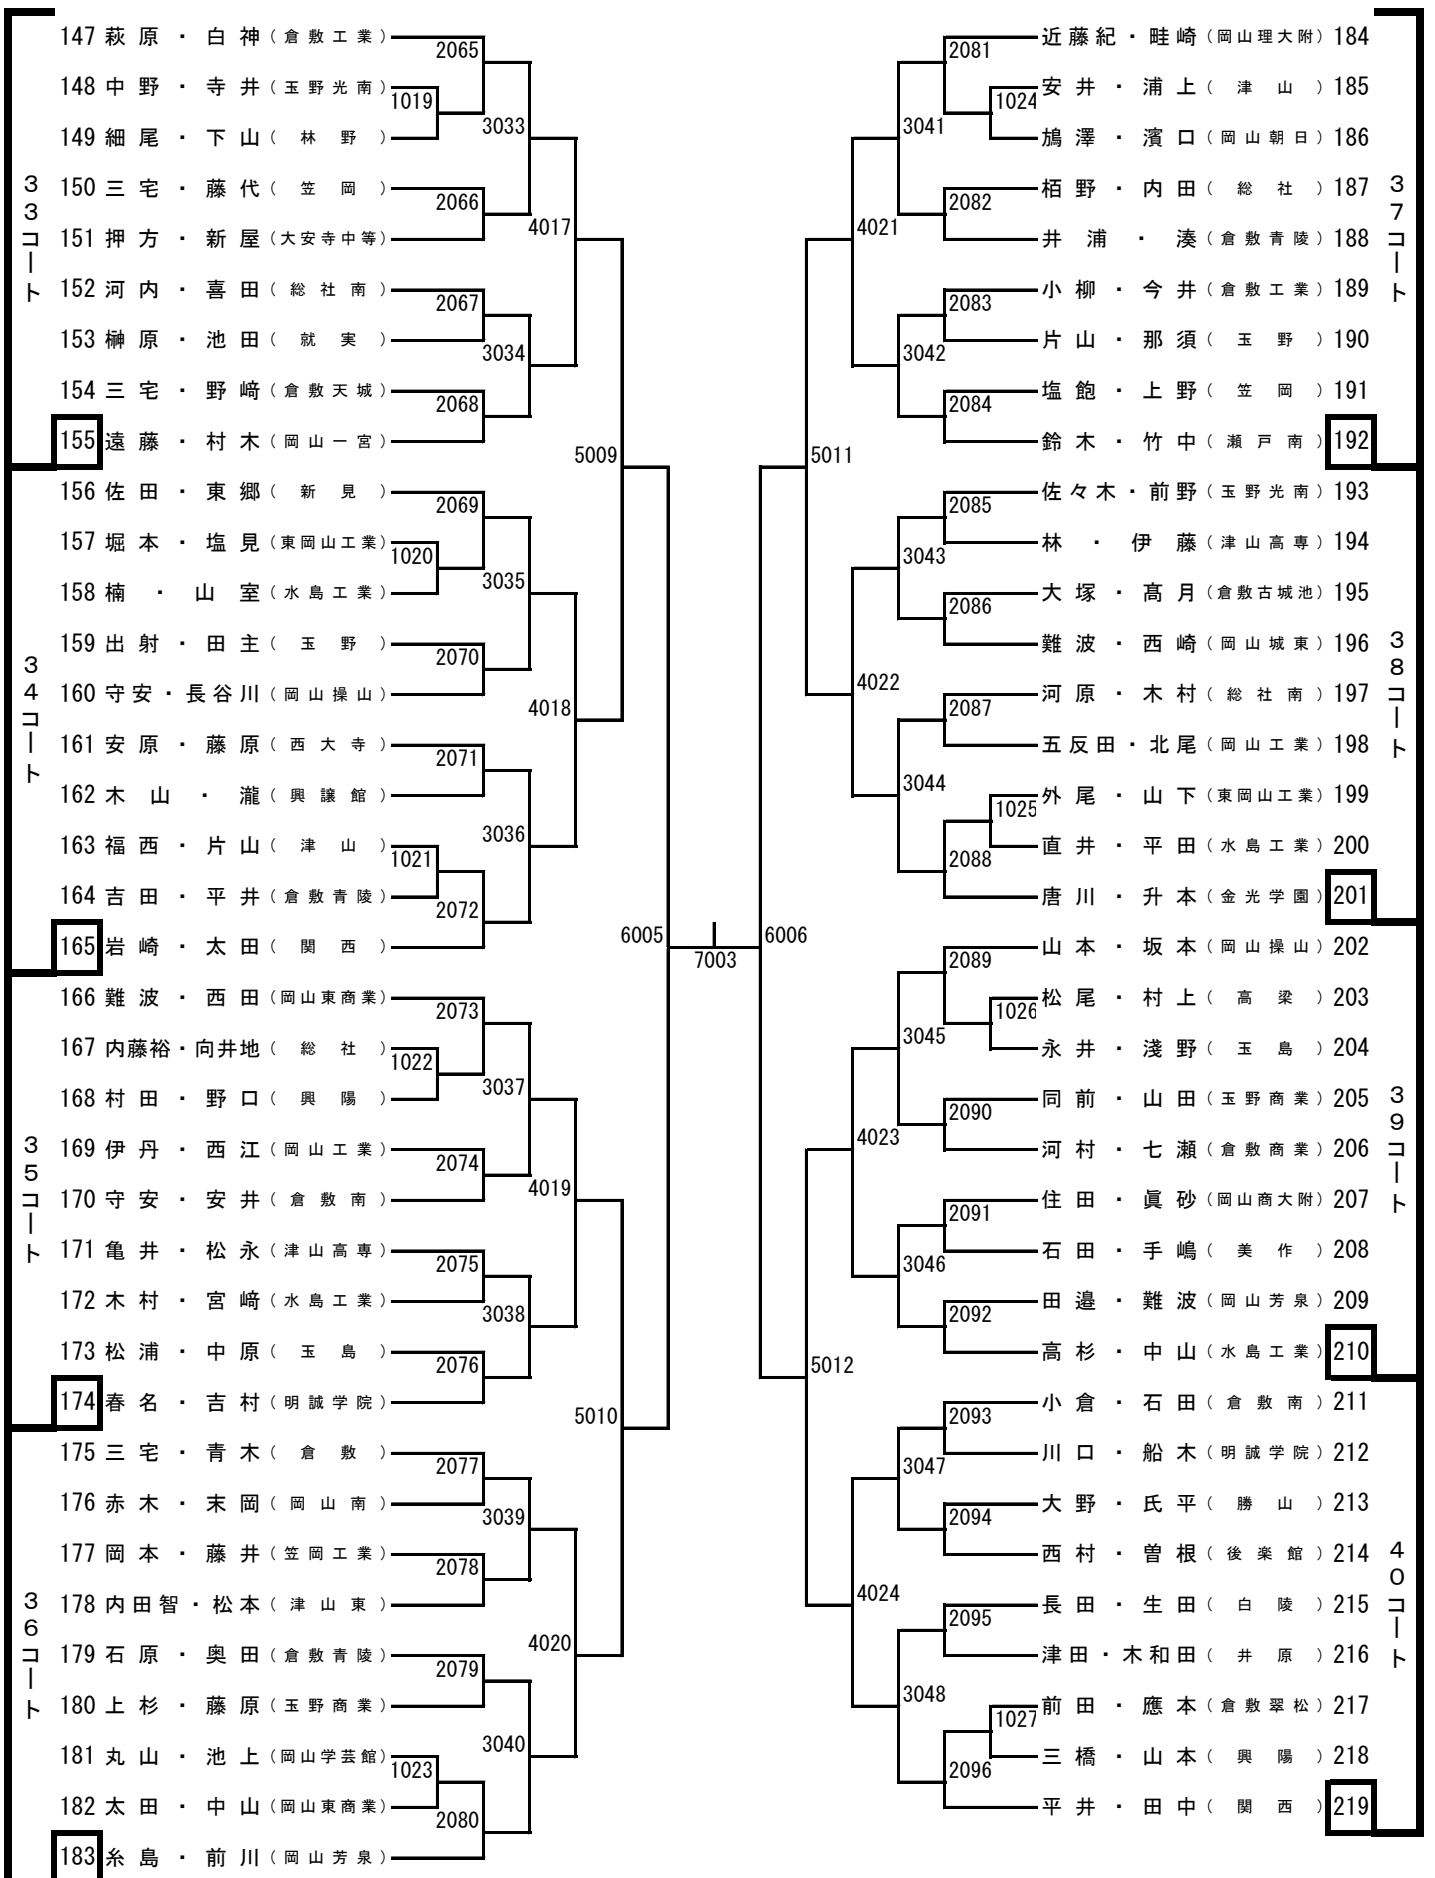 33コート
147 萩原・白神（倉敷工業）
2065
148 中野・寺井（玉野光南）
1019
149 細尾・下山（林野）
3033
150 三宅・藤代（笠岡）
2066
151 押方・新屋（大安寺中等）
4017
152 河内・喜田（総社南）
2067
153 榊原・池田（就実）
3034
154 三宅・野﨑（倉敷天城）
2068
155 遠藤・村木（岡山一宮）
5009
34コート
156 佐田・東郷（新見）
2069
157 堀本・塩見（東岡山工業）
1020
158 楠・山室（水島工業）
3035
159 出射・田主（玉野）
2070
160 守安・長谷川（岡山操山）
4018
161 安原・藤原（西大寺）
2071
162 木山・瀧（興譲館）
3036
163 福西・片山（津山）
1021
164 吉田・平井（倉敷青陵）
2072
165 岩崎・太田（関西）
6005
35コート
166 難波・西田（岡山東商業）
2073
167 内藤裕・向井地（総社）
1022
168 村田・野口（興陽）
3037
169 伊丹・西江（岡山工業）
2074
170 守安・安井（倉敷南）
4019
171 亀井・松永（津山高専）
2075
172 木村・宮﨑（水島工業）
3038
173 松浦・中原（玉島）
2076
174 春名・吉村（明誠学院）
5010
36コート
175 三宅・青木（倉敷）
2077
176 赤木・末岡（岡山南）
3039
177 岡本・藤井（笠岡工業）
2078
178 内田智・松本（津山東）
4020
179 石原・奥田（倉敷青陵）
2079
180 上杉・藤原（玉野商業）
3040
181 丸山・池上（岡山学芸館）
1023
182 太田・中山（岡山東商業）
2080
183 糸島・前川（岡山芳泉）
7003
37コート
近藤紀・畦崎（岡山理大附）184
2081
安井・浦上（津山）185
1024
鳩澤・濱口（岡山朝日）186
3041
栢野・内田（総社）187
2082
井浦・湊（倉敷青陵）188
4021
小柳・今井（倉敷工業）189
2083
片山・那須（玉野）190
3042
塩飽・上野（笠岡）191
2084
鈴木・竹中（瀬戸南）192
5011
38コート
佐々木・前野（玉野光南）193
2085
林・伊藤（津山高専）194
3043
大塚・髙月（倉敷古城池）195
2086
難波・西崎（岡山城東）196
4022
河原・木村（総社南）197
2087
五反田・北尾（岡山工業）198
3044
外尾・山下（東岡山工業）199
1025
直井・平田（水島工業）200
2088
唐川・升本（金光学園）201
6006
39コート
山本・坂本（岡山操山）202
2089
松尾・村上（高梁）203
1026
永井・淺野（玉島）204
3045
同前・山田（玉野商業）205
2090
河村・七瀬（倉敷商業）206
4023
住田・眞砂（岡山商大附）207
2091
石田・手嶋（美作）208
3046
田邉・難波（岡山芳泉）209
2092
高杉・中山（水島工業）210
5012
40コート
小倉・石田（倉敷南）211
2093
川口・船木（明誠学院）212
3047
大野・氏平（勝山）213
2094
西村・曽根（後楽館）214
4024
長田・生田（白陵）215
2095
津田・木和田（井原）216
3048
前田・應本（倉敷翠松）217
1027
三橋・山本（興陽）218
2096
平井・田中（関西）219